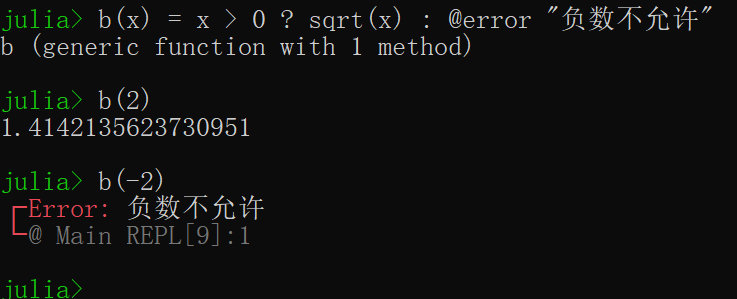 julia> b(x) = x > 0 ? sqrt(x) : @error "负数不允许"
b (generic function with 1 method)
julia> b(2)
1.4142135623730951
julia> b(-2)
Error: 负数不允许
@ Main REPL[9]:1
julia>